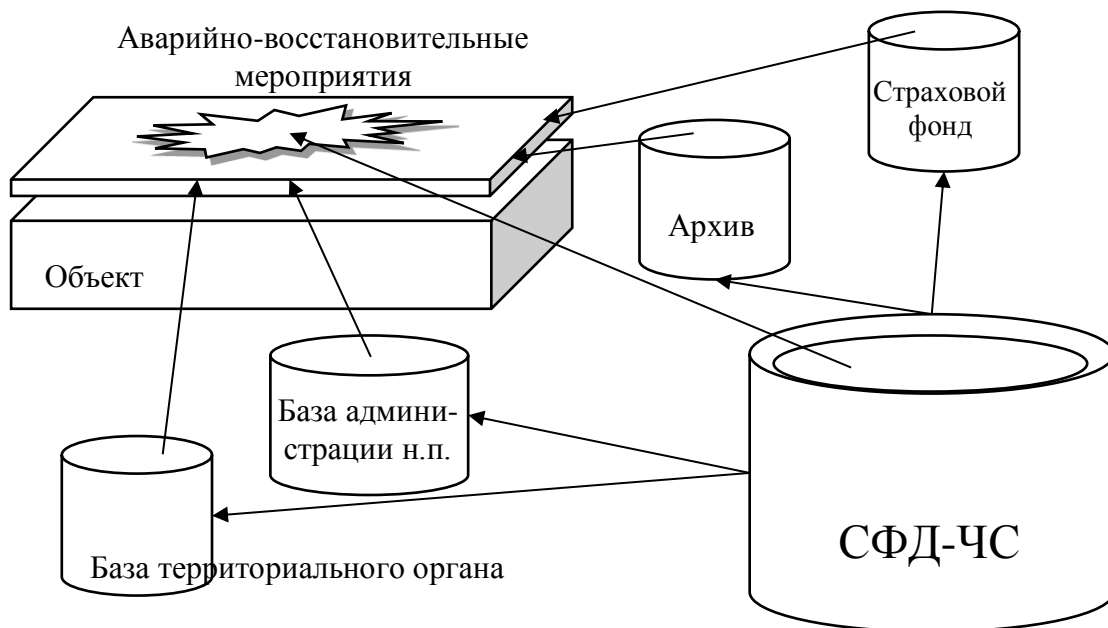 Аварийно-восстановительные
мероприятия
Страховой
фонд
Архив
Объект
База админи-
страции н.п.
СФД-ЧС
База территориального органа